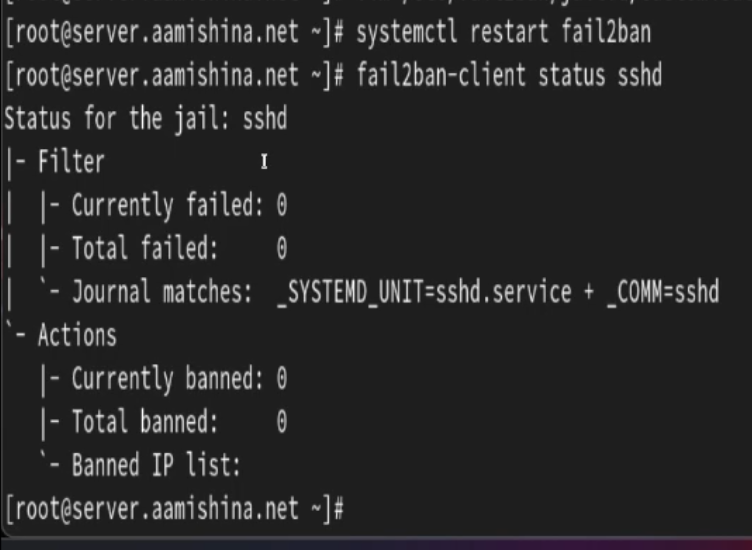 [root@server.aamishina.net ~]# systemctl restart fail2ban
[root@server.aamishina.net ~]# fail2ban-client status sshd
Status for the jail: sshd
|- Filter
|  |- Currently failed: 0
|  |- Total failed:     0
|  `- Journal matches:  _SYSTEMD_UNIT=sshd.service + _COMM=sshd
`- Actions
   |- Currently banned: 0
   |- Total banned:     0
   `- Banned IP list:
[root@server.aamishina.net ~]#